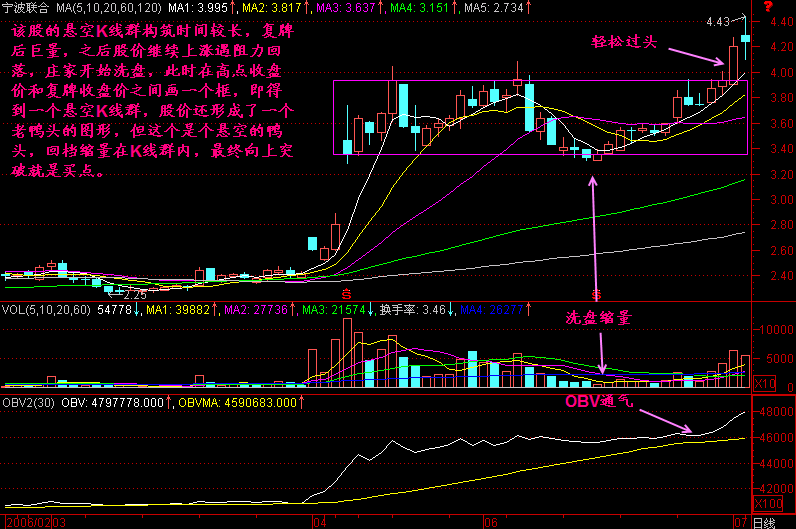 宁波联合 MA(5,10,20,60,120) MA1: 3.995↑, MA2: 3.817↑, MA3: 3.637↑, MA4: 3.151↑, MA5: 2.734↑
?
该股的悬空K线群构筑时间较长，复牌
后巨量，之后股价继续上涨遇阻力回
落，庄家开始洗盘，此时在高点收盘
价和复牌收盘价之间画一个框，即得
到一个悬空K线群，股价还形成了一个
老鸭头的图形，但这个是个悬空的鸭
头，回档缩量在K线群内，最终向上突
破就是买点。
轻松过头
4.43
4.40
4.20
4.00
3.80
3.60
3.40
3.20
3.00
2.80
2.60
2.40
2.25
S
S
VOL(5,10,20,60) 54778↓, MA1: 39882↑, MA2: 27736↑, MA3: 21574↓, 换手率: 3.46↓, MA4: 26277↑
洗盘缩量
10000
5000
X10
OBV2(30) OBV: 4797778.000↑, OBVMA: 4590683.000↑
OBV通气
48000
46000
44000
42000
X100
2006/02/03
04
06
07
日线